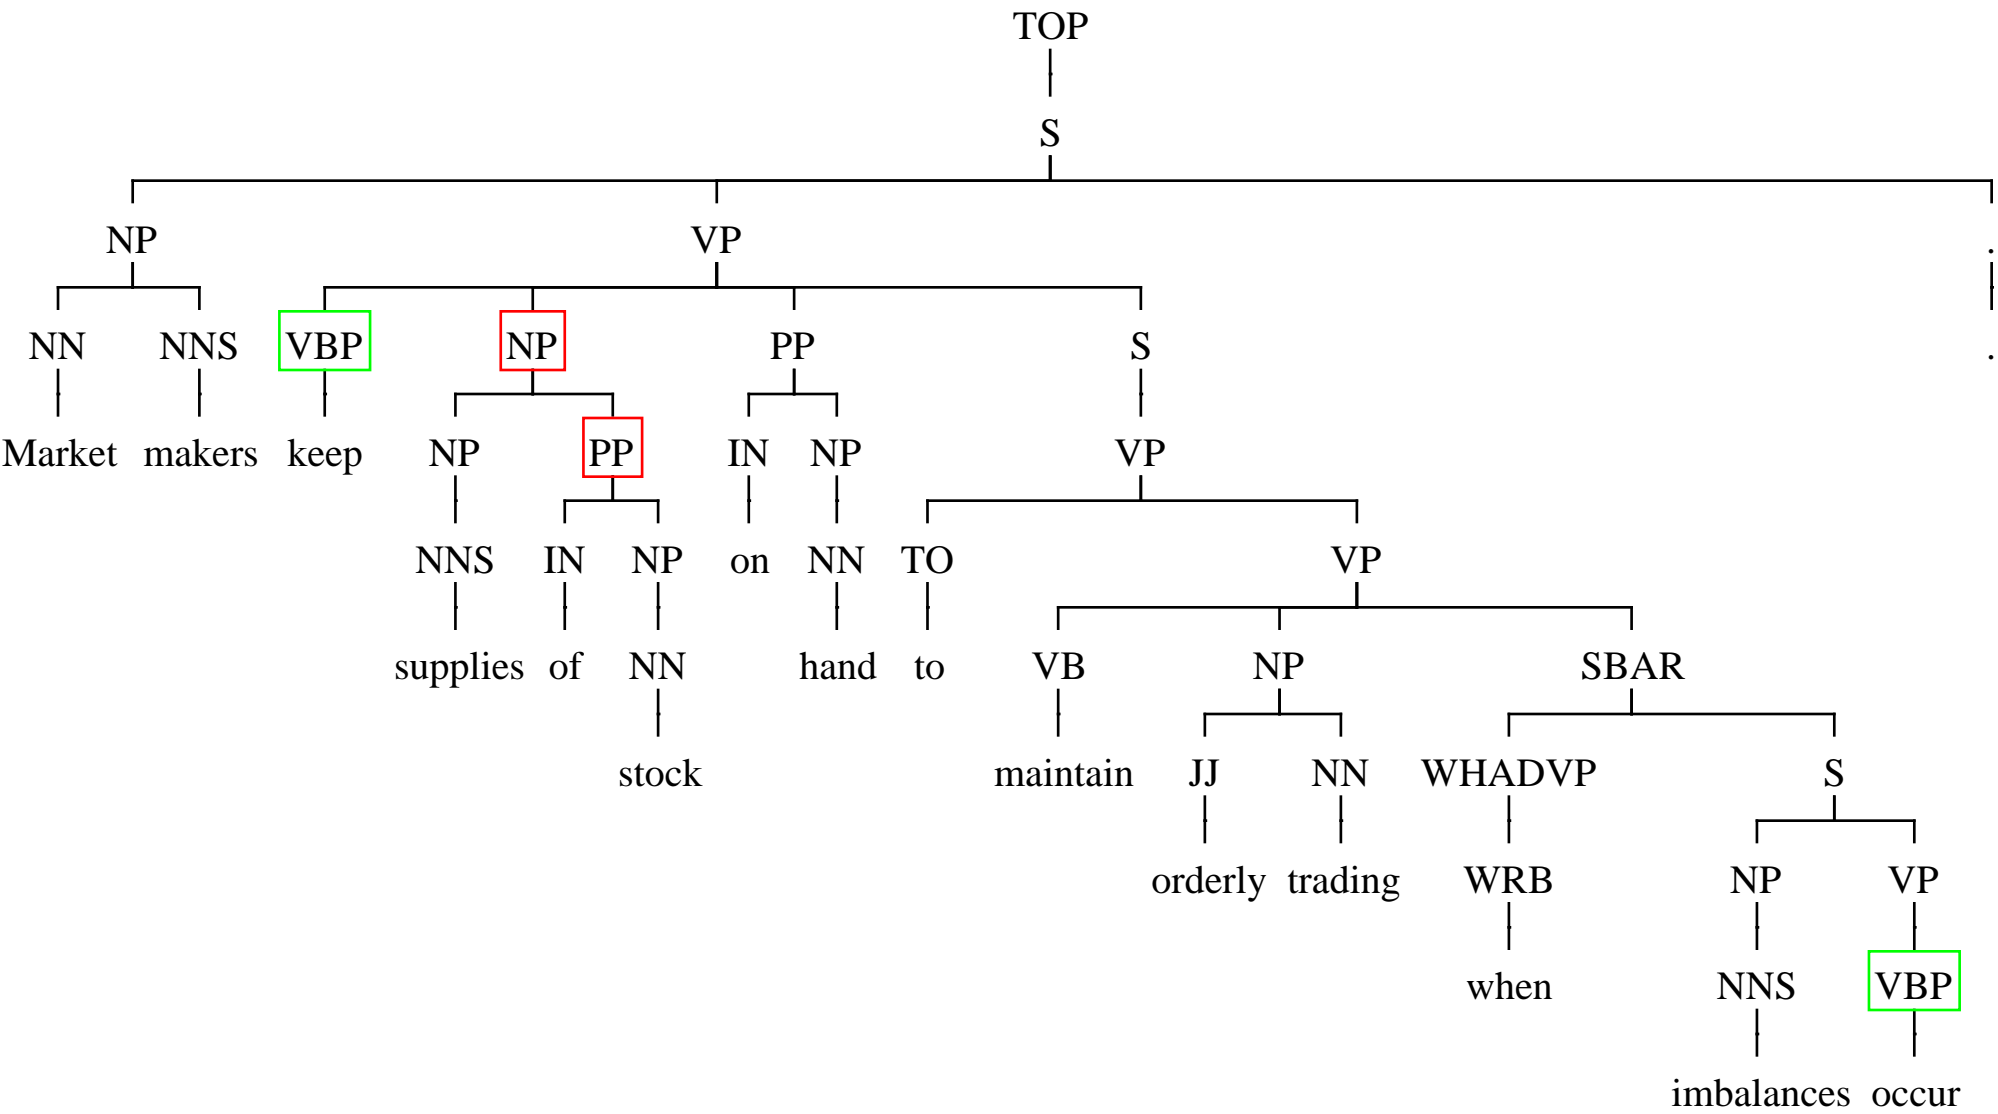 TOP
S
NP VP .
NN NNS VBP NP PP S .
Market makers keep NP PP IN NP VP
NNS IN NP on NN TO VP
supplies of NN hand to VB NP SBAR
stock maintain JJ NN WHADVP S
orderly trading WRB NP VP
when NNS VBP
imbalances occur